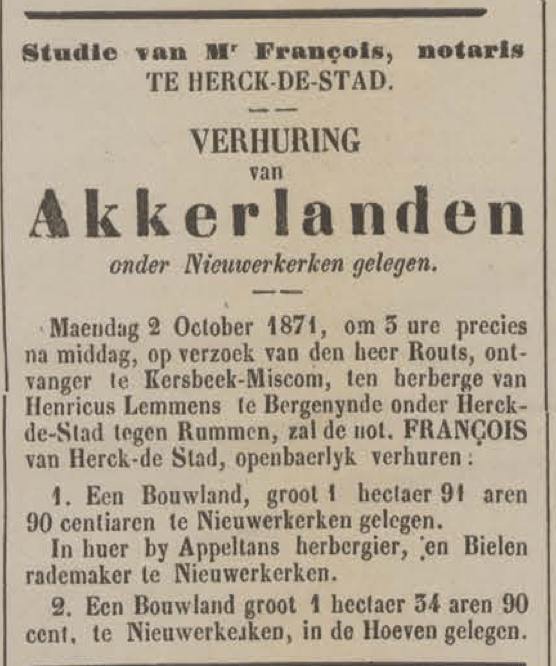 Studie van Mr François, notaris
TE HERCK-DE-STAD.
VERHURING
van
Akkerlanden
onder Nieuwerkerken gelegen.
Maendag 2 October 1871, om 3 ure precies
na middag, op verzoek van den heer Routs, ont-
vanger te Kersbeek-Miscom, ten herberge van
Henricus Lemmens te Bergenynde onder Herck-
de-Stad tegen Rummen, zal de not. FRANÇOIS
van Herck-de Stad, openbaerlyk verhuren :
1. Een Bouwland, groot 1 hectaer 91 aren
90 centiaren te Nieuwerkerken gelegen.
In huer by Appeltans herbergier, en Bielen
rademaker te Nieuwerkerken.
2. Een Bouwland groot 1 hectaer 34 aren 90
cent. te Nieuwerkerken, in de Hoeven gelegen.